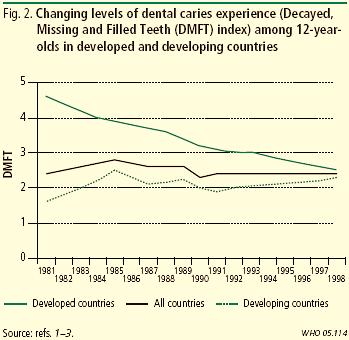 Fig. 2. Changing levels of dental caries experience (Decayed,
Missing and Filled Teeth (DMFT) index) among 12-year-
olds in developed and developing countries
5
4
3
2
1
0
DMFT
1981 1983 1985 1987 1989 1991 1993 1995 1997
1982 1984 1986 1988 1990 1992 1994 1996 1998
Developed countries All countries Developing countries
Source: refs. 1–3.
WHO 05.114